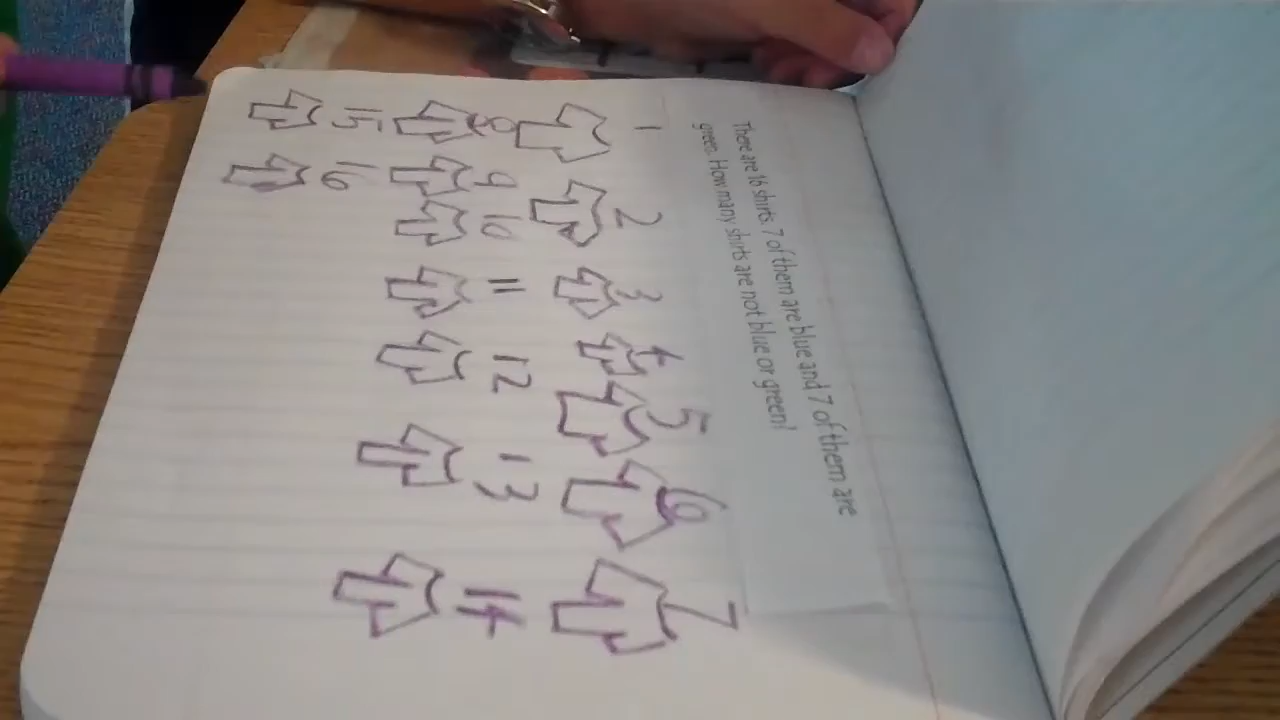 There are 16 shirts. 7 of them are blue and 7 of them are
green. How many shirts are not blue or green?
1 2 3 4 5 6 7
8 9 10 11 12 13 14
15 16